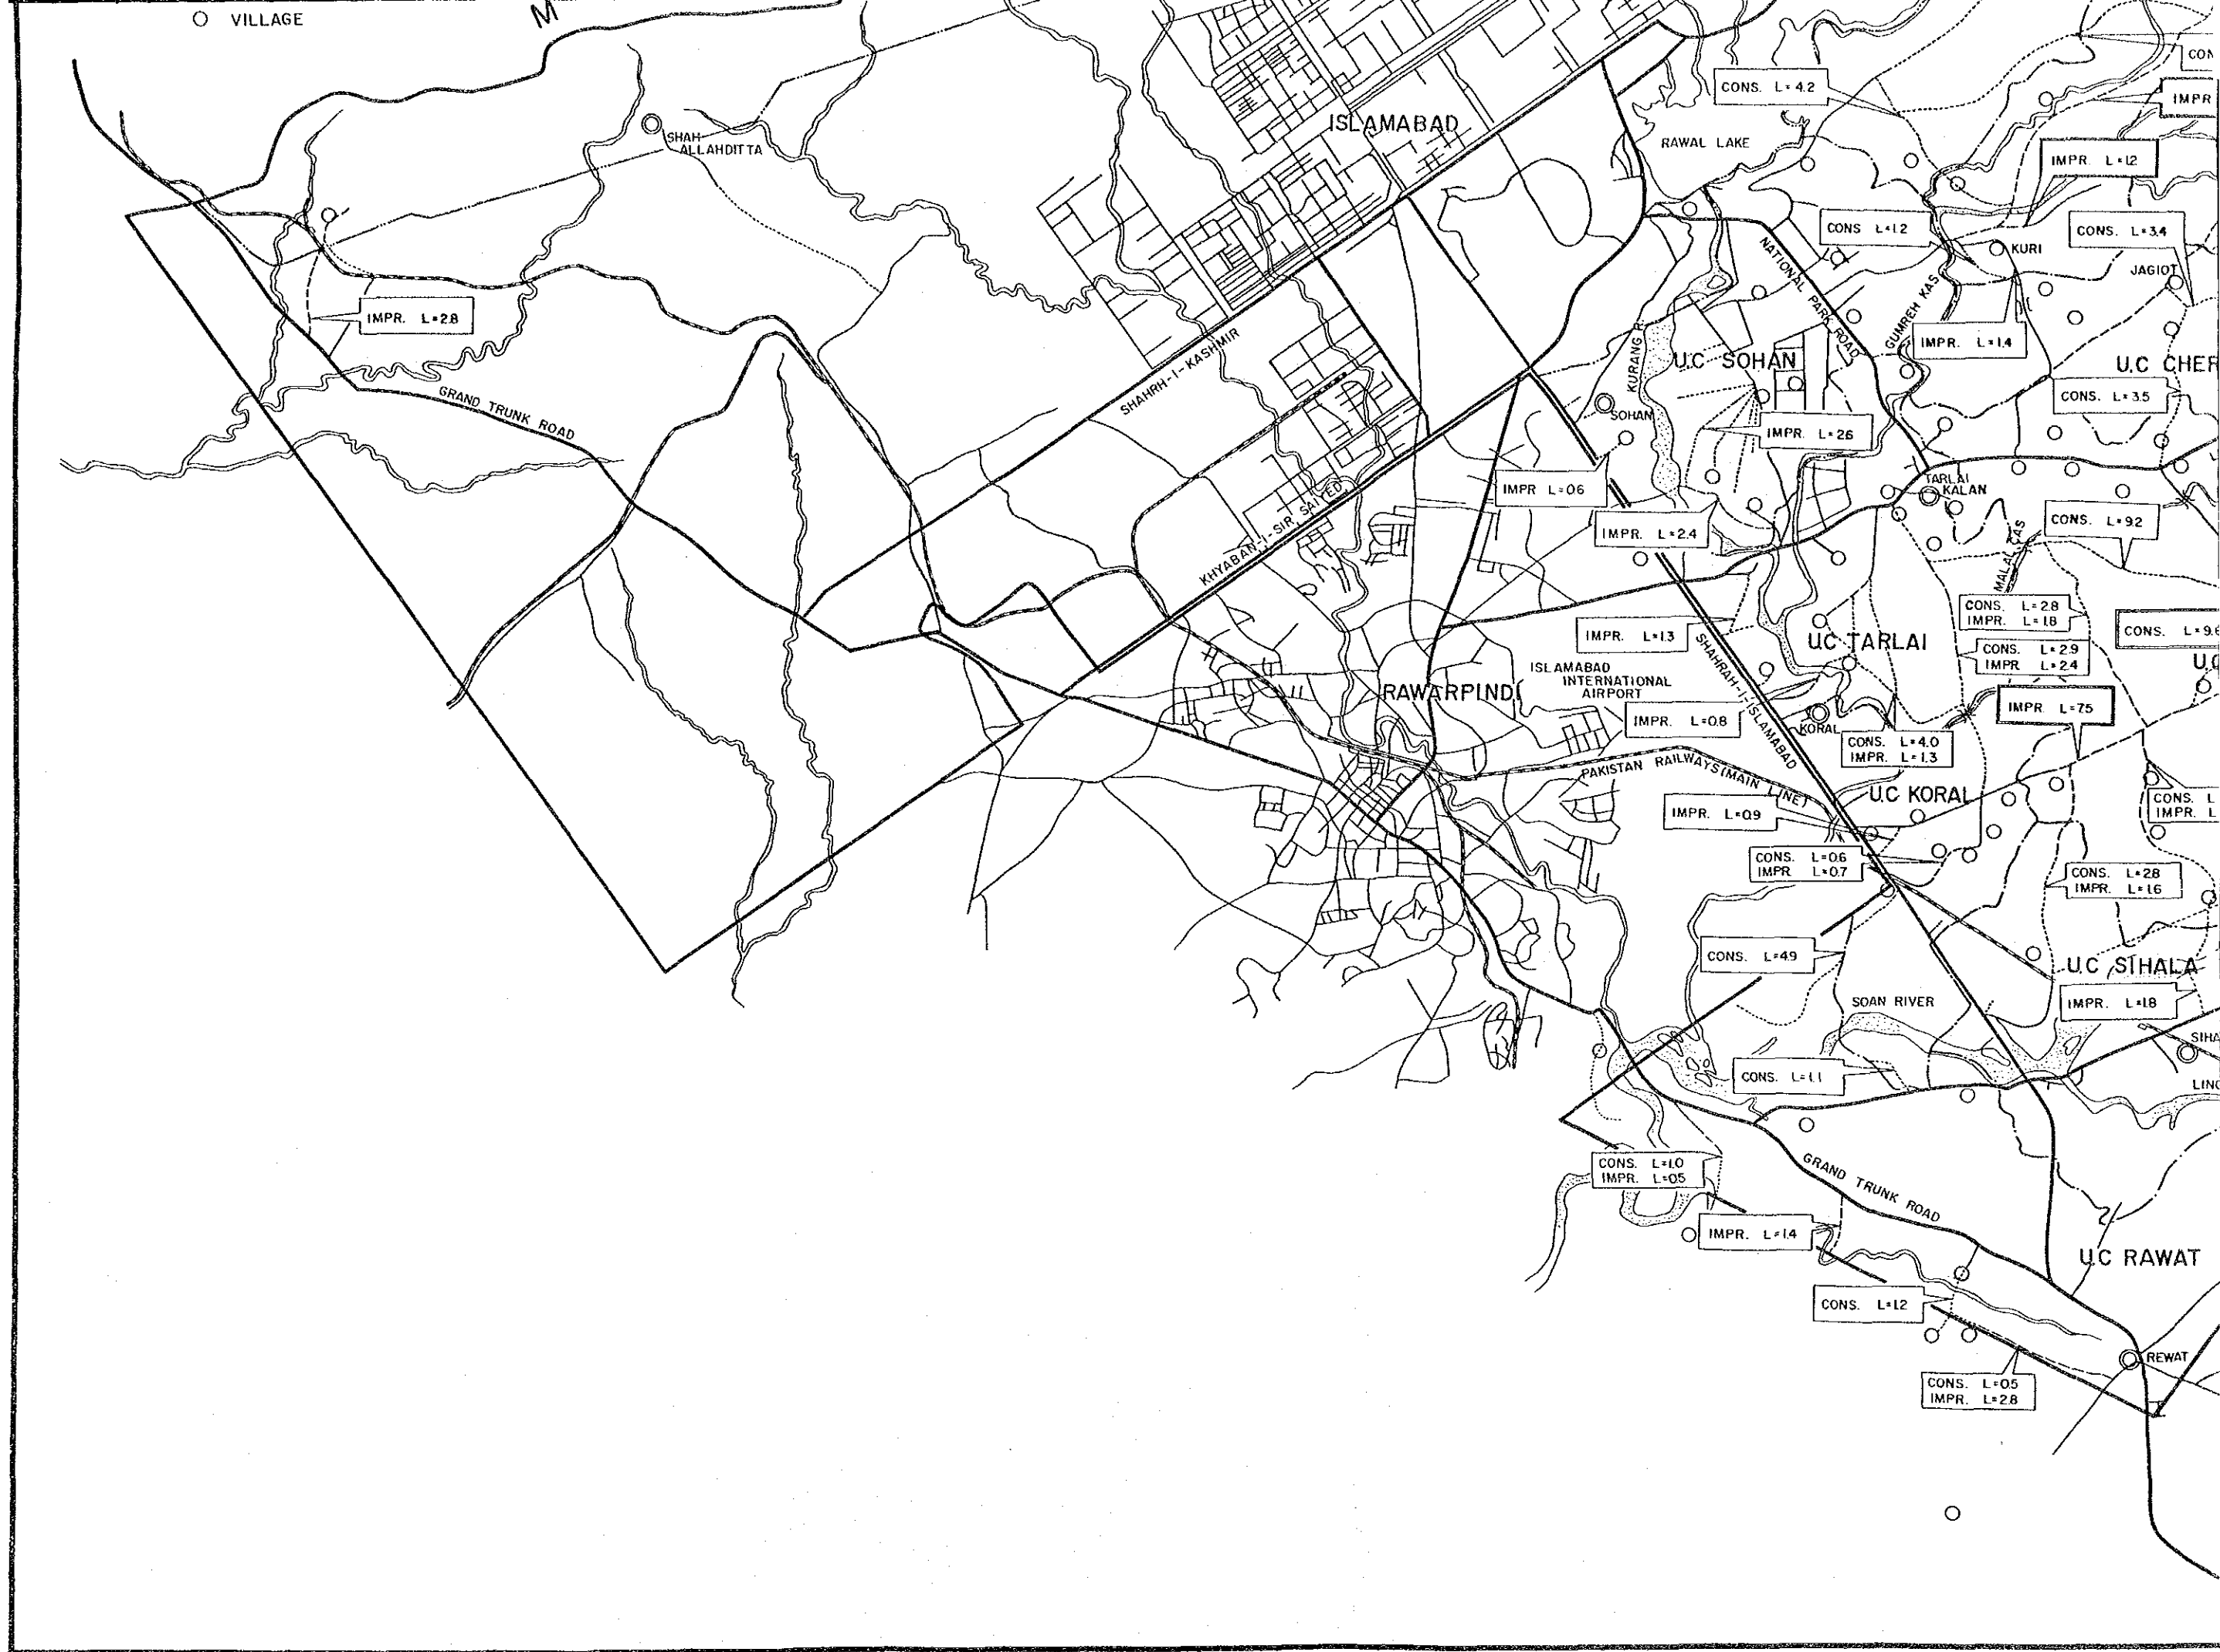 VILLAGE
M
CON
CONS. L=4.2
IMPR
ISLAMABAD
SHAH
ALLAHDITTA
RAWAL LAKE
IMPR. L=1.2
CONS L=1.2
CONS. L=3.4
KURI
NATIONAL PARK ROAD
JAGIOT
GUMREH KAS
IMPR. L=2.8
KURANG R.
IMPR. L=1.4
SHAHRH-I-KASHMIR
U.C SOHAN
U.C CHER
GRAND TRUNK ROAD
CONS. L=3.5
SOHAN
IMPR. L=2.6
IMPR L=0.6
TARLAI
KALAN
KHYABAN-I-SIR SAIYED
CONS. L=9.2
IMPR. L=2.4
MALAL KAS
CONS. L=2.8
IMPR. L=1.8
IMPR. L=1.3
CONS. L=9.6
U.C TARLAI
CONS. L=2.9
IMPR L=2.4
U.C
ISLAMABAD
INTERNATIONAL
AIRPORT
SHAHRAH-I-ISLAMABAD
RAWARPINDI
IMPR. L=7.5
IMPR. L=0.8
KORAL
CONS. L=4.0
IMPR. L=1.3
PAKISTAN RAILWAYS(MAIN LINE)
U.C KORAL
CONS. L
IMPR. L
IMPR. L=0.9
CONS. L=0.6
IMPR L=0.7
CONS. L=2.8
IMPR. L=1.6
CONS. L=4.9
U.C SIHALA
SOAN RIVER
IMPR. L=1.8
SIHA
CONS. L=1.1
LING
CONS. L=1.0
IMPR. L=0.5
GRAND TRUNK ROAD
IMPR. L=1.4
U.C RAWAT
CONS. L=1.2
REWAT
CONS. L=0.5
IMPR. L=2.8